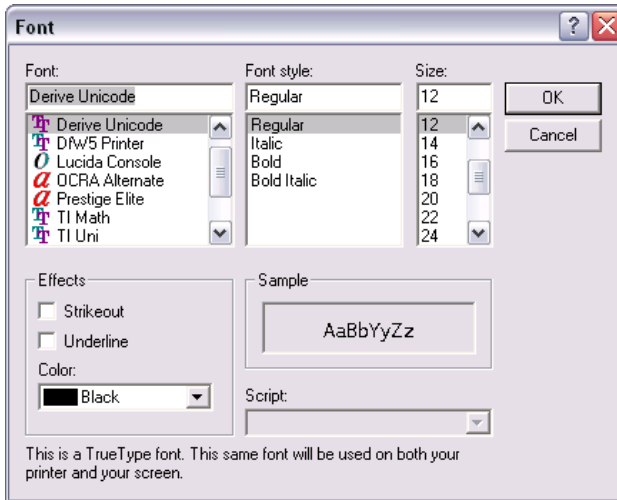 Font
Font:
Font style:
Size:
Derive Unicode
Regular
12
OK
Derive Unicode
Regular
12
DfW5 Printer
Italic
14
Cancel
Lucida Console
Bold
16
OCRA Alternate
Bold Italic
18
Prestige Elite
20
TI Math
22
TI Uni
24
Effects
Sample
Strikeout
AaBbYyZz
Underline
Color:
Black
Script:
This is a TrueType font. This same font will be used on both your
printer and your screen.